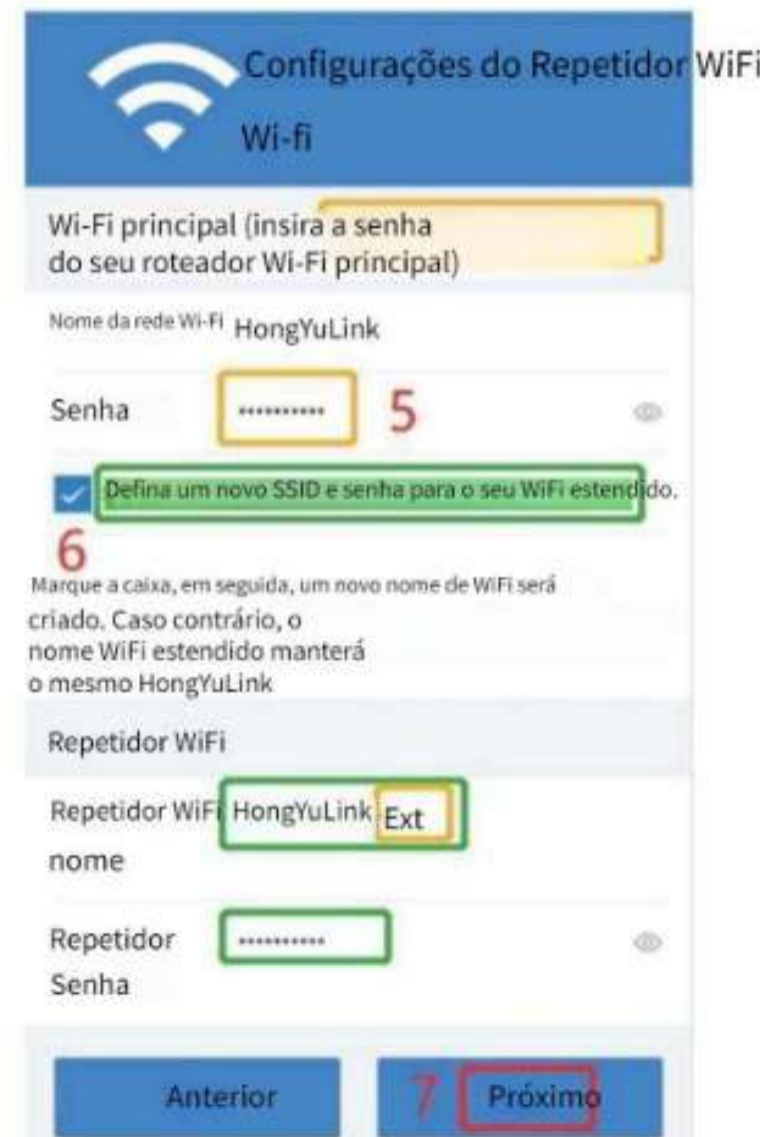 Configurações do Repetidor WiFi
Wi-fi
Wi-Fi principal (insira a senha
do seu roteador Wi-Fi principal)
Nome da rede Wi-Fi HongYuLink
Senha •••••••••• 5
Defina um novo SSID e senha para o seu WiFi estendido.
6
Marque a caixa, em seguida, um novo nome de WiFi será
criado. Caso contrário, o
nome WiFi estendido manterá
o mesmo HongYuLink
Repetidor WiFi
Repetidor WiFi HongYuLink Ext
nome
Repetidor ••••••••••
Senha
Anterior 7 Próximo